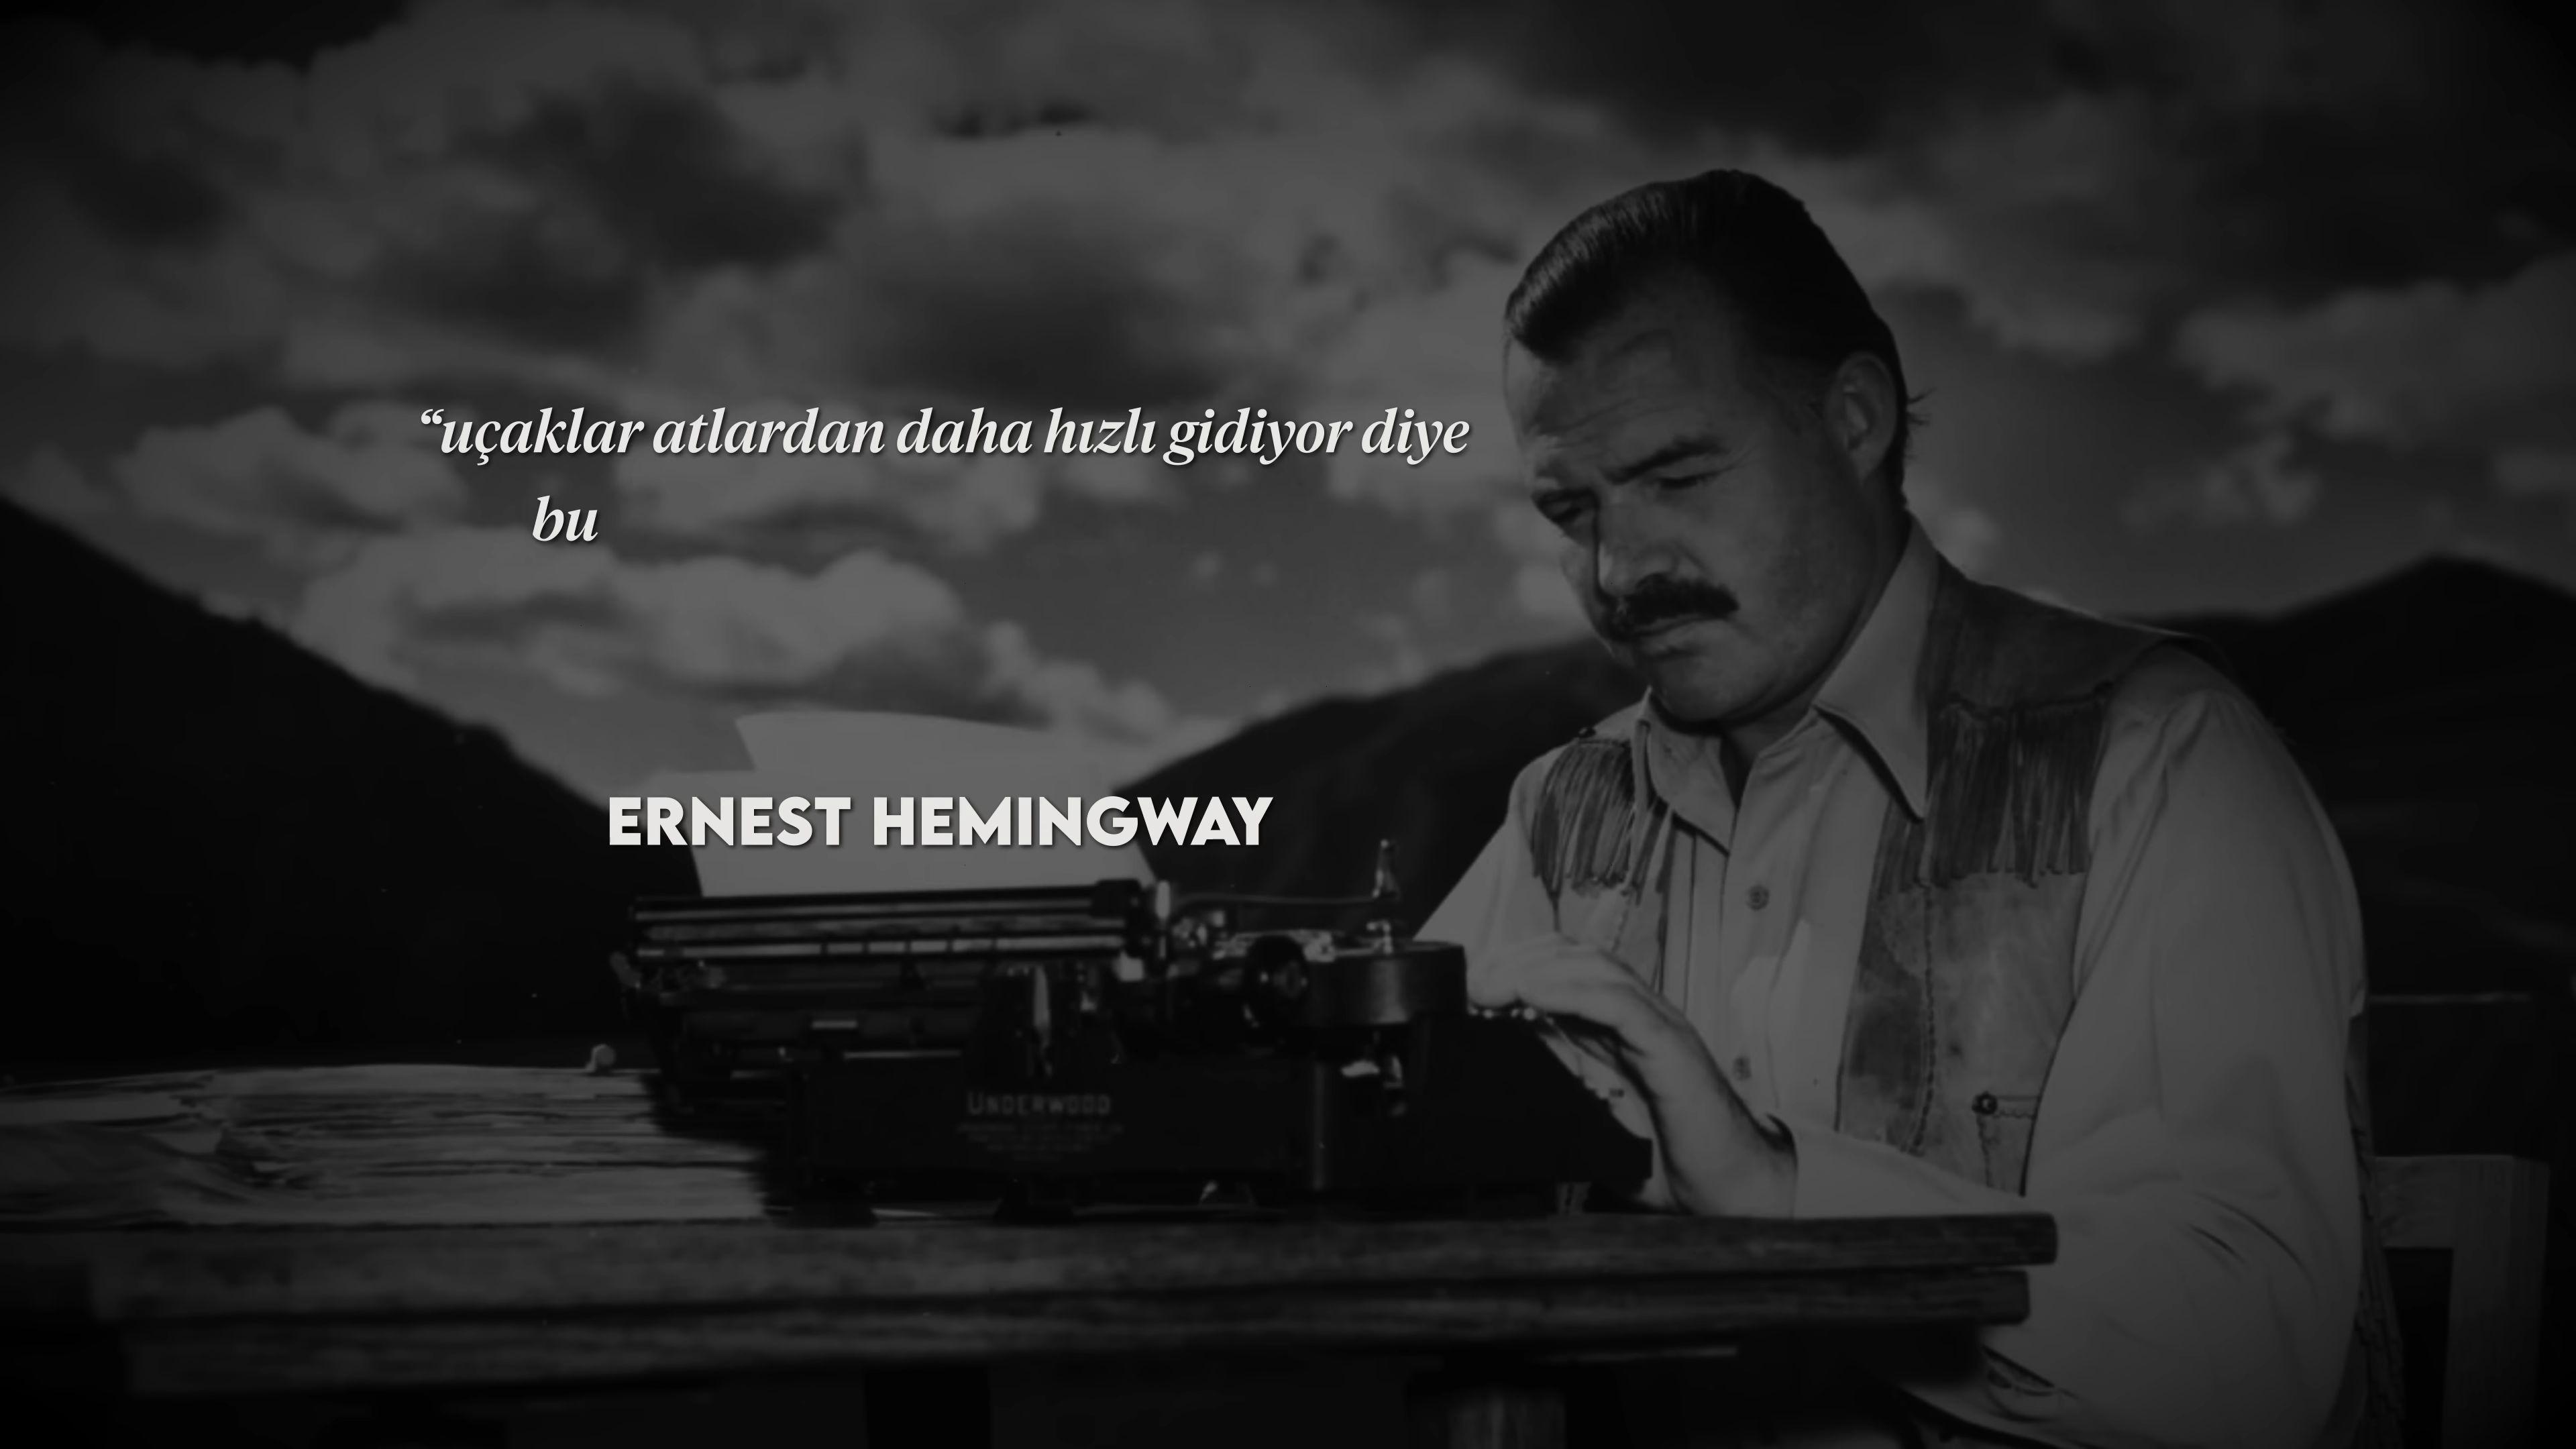 “uçaklar atlardan daha hızlı gidiyor diye
bu
ERNEST HEMINGWAY
UNDERWOOD